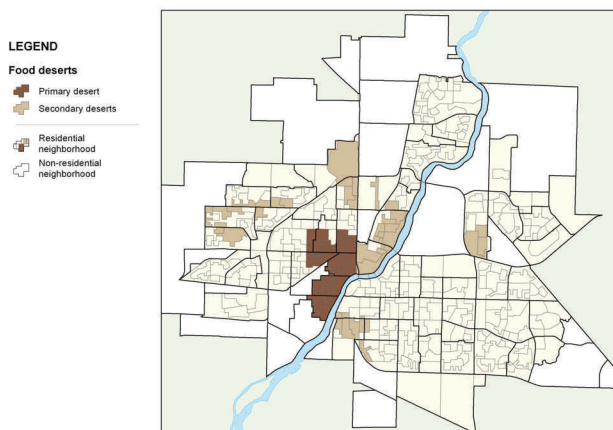 LEGEND
Food deserts
Primary desert
Secondary deserts
Residential
neighborhood
Non-residential
neighborhood